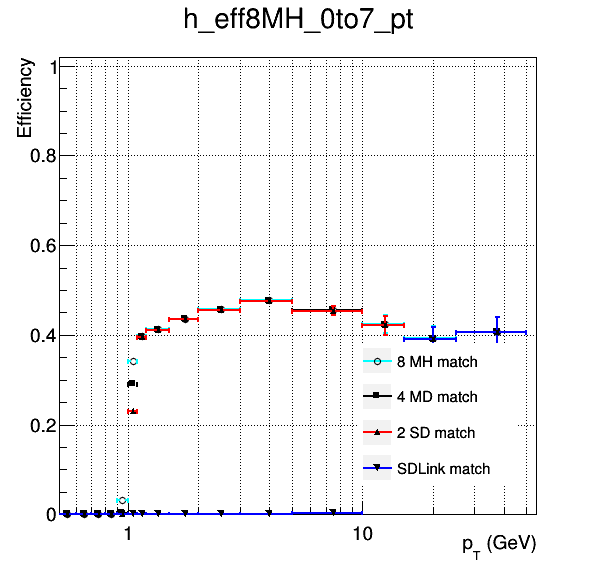 h_eff8MH_0to7_pt
Efficiency
1
0.8
0.6
0.4
0.2
0
8 MH match
4 MD match
2 SD match
SDLink match
1
10
pT (GeV)